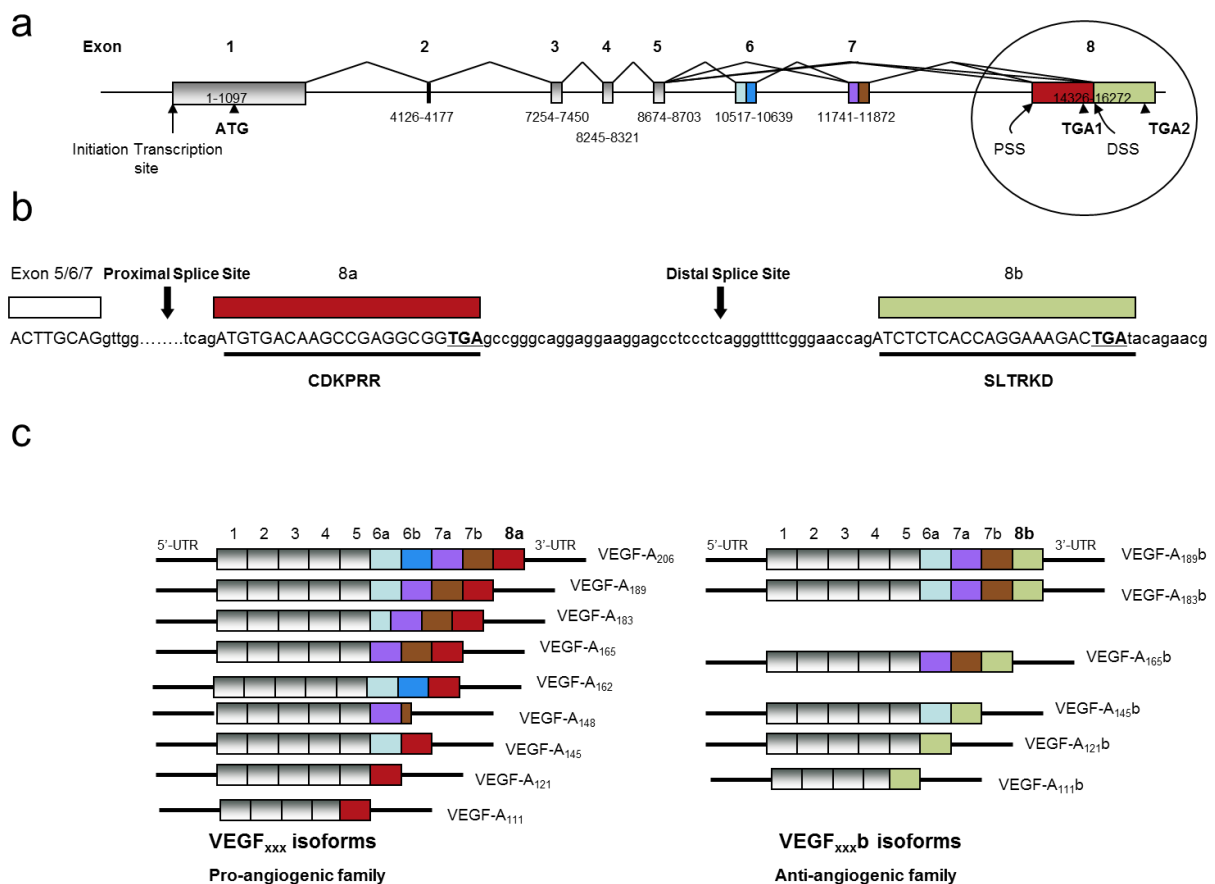 a
Exon 1 2 3 4 5 6 7 8
1-1097 14326-16272
4126-4177 7254-7450 8674-8703 10517-10639 11741-11872
8245-8321
ATG TGA1 TGA2
Initiation Transcription PSS DSS
site
b
Exon 5/6/7 Proximal Splice Site 8a Distal Splice Site 8b
ACTTGCAGgttgg……..tcagATGTGACAAGCCGAGGCGGTGAgccgggcaggaggaaggagcctccctcagggttttcgggaaccagATCTCTCACCAGGAAAGACTGAtacagaacg
CDKPRR SLTRKD
c
1 2 3 4 5 6a 6b 7a 7b 8a
5’-UTR 3’-UTR
VEGF-A206
VEGF-A189
VEGF-A183
VEGF-A165
VEGF-A162
VEGF-A148
VEGF-A145
VEGF-A121
VEGF-A111
VEGFxxx isoforms
Pro-angiogenic family
1 2 3 4 5 6a 7a 7b 8b
5’-UTR 3’-UTR
VEGF-A189b
VEGF-A183b
VEGF-A165b
VEGF-A145b
VEGF-A121b
VEGF-A111b
VEGFxxxb isoforms
Anti-angiogenic family